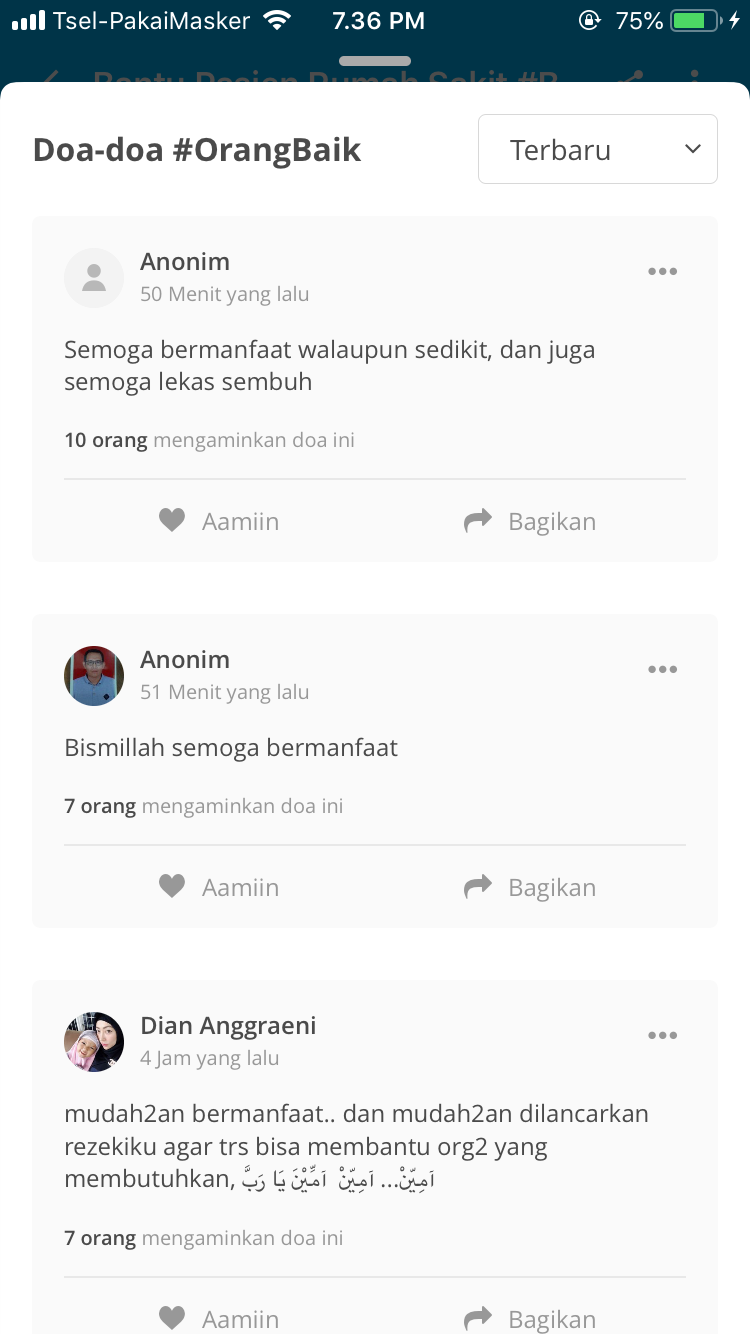 Tsel-PakaiMasker 7.36 PM 75%
Bantu Pasien Rumah Sakit #B
Doa-doa #OrangBaik
Terbaru
Anonim
50 Menit yang lalu
Semoga bermanfaat walaupun sedikit, dan juga
semoga lekas sembuh
10 orang mengaminkan doa ini
Aamiin Bagikan
Anonim
51 Menit yang lalu
Bismillah semoga bermanfaat
7 orang mengaminkan doa ini
Aamiin Bagikan
Dian Anggraeni
4 Jam yang lalu
mudah2an bermanfaat.. dan mudah2an dilancarkan
rezekiku agar trs bisa membantu org2 yang
membutuhkan, اَمِيّنْ... اَمِيّنْ اَمِّيْنَ يَا رَبَّ
7 orang mengaminkan doa ini
Aamiin Bagikan